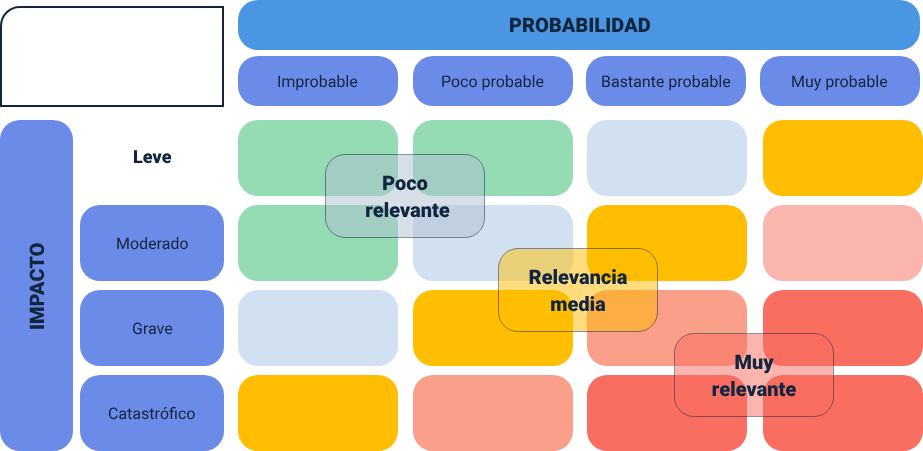 PROBABILIDAD
Improbable
Poco probable
Bastante probable
Muy probable
IMPACTO
Leve
Poco
relevante
Moderado
Relevancia
media
Grave
Muy
relevante
Catastrófico